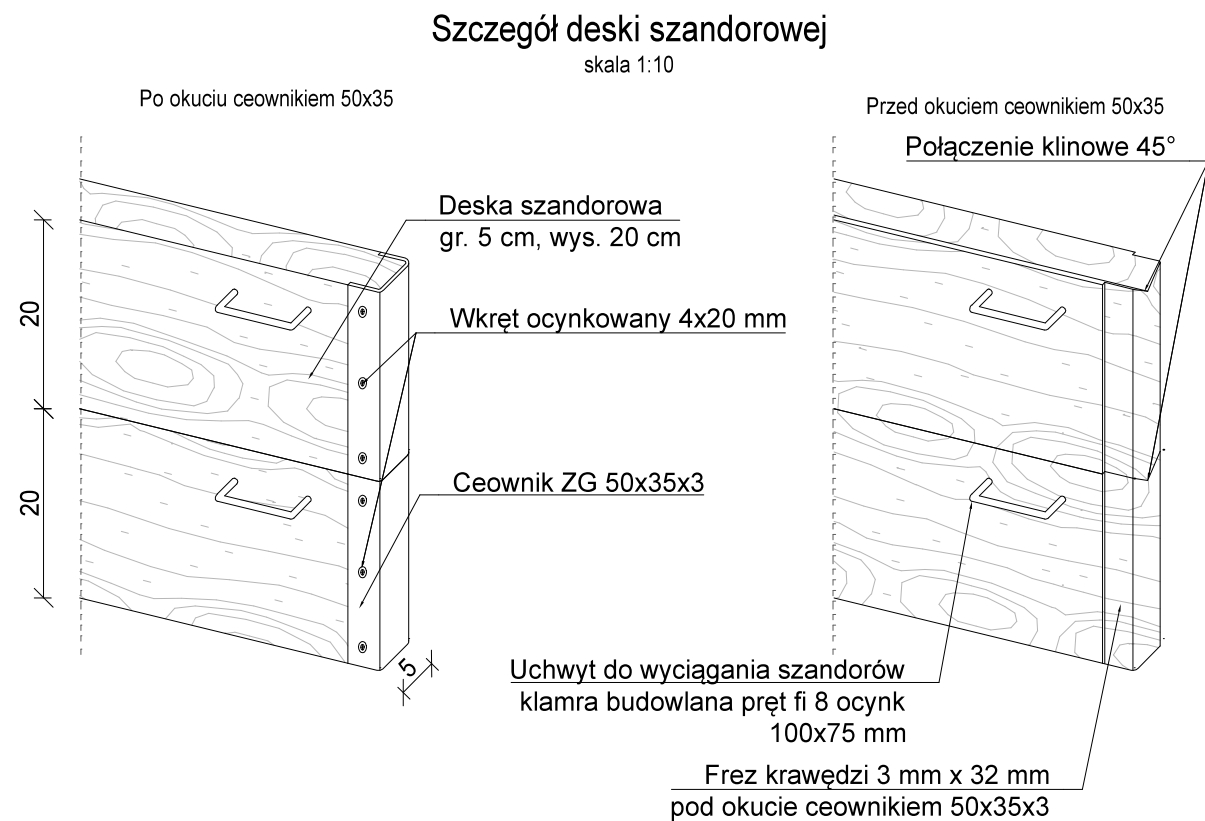 Szczegół deski szandorowej
skala 1:10
Po okuciu ceownikiem 50x35
Przed okuciem ceownikiem 50x35
Połączenie klinowe 45°
Deska szandorowa
gr. 5 cm, wys. 20 cm
20
Wkręt ocynkowany 4x20 mm
Ceownik ZG 50x35x3
20
5
Uchwyt do wyciągania szandorów
klamra budowlana pręt fi 8 ocynk
100x75 mm
Frez krawędzi 3 mm x 32 mm
pod okucie ceownikiem 50x35x3